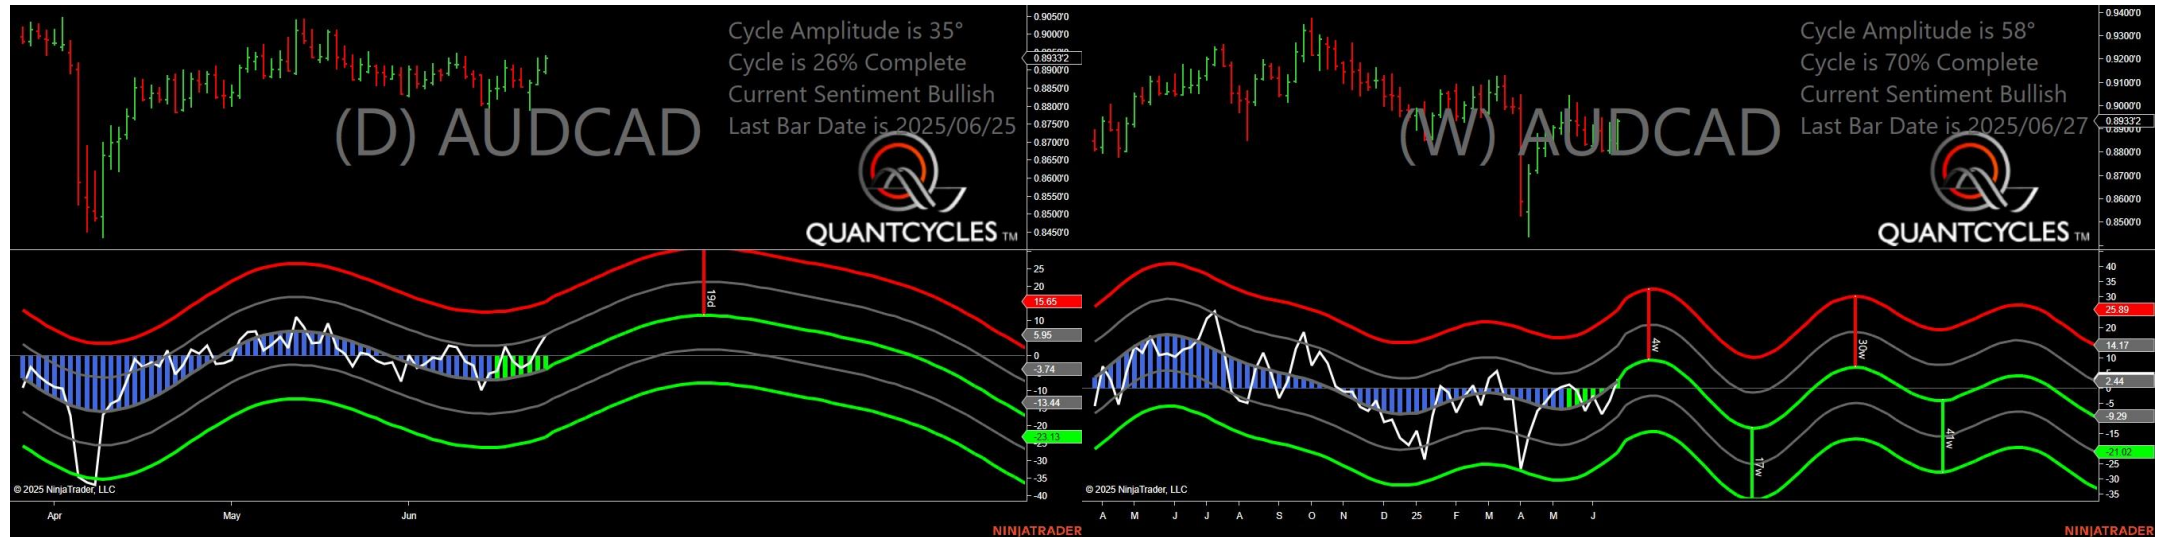 Cycle Amplitude is 35°
Cycle is 26% Complete
Current Sentiment Bullish
Last Bar Date is 2025/06/25
(D) AUDCAD
QUANTCYCLES TM
0.9050'0
0.9000'0
0.8933'2
0.8900'0
0.8850'0
0.8800'0
0.8750'0
0.8700'0
0.8650'0
0.8600'0
0.8550'0
0.8500'0
0.8450'0
19d
25
20
15.65
10
5.95
0
-3.74
-10
-13.44
-20
-23.13
-30
-35
-40
© 2025 NinjaTrader, LLC
Apr May Jun
NINJATRADER
Cycle Amplitude is 58°
Cycle is 70% Complete
Current Sentiment Bullish
Last Bar Date is 2025/06/27
(W) AUDCAD
QUANTCYCLES TM
0.9400'0
0.9300'0
0.9200'0
0.9100'0
0.9000'0
0.8933'2
0.8800'0
0.8700'0
0.8600'0
0.8500'0
4w
17w
30w
41w
40
35
30
25.89
20
14.17
10
2.44
-5
-9.29
-15
-21.02
-25
-30
-35
© 2025 NinjaTrader, LLC
A M J J A S O N D 25 F M A M J
NINJATRADER